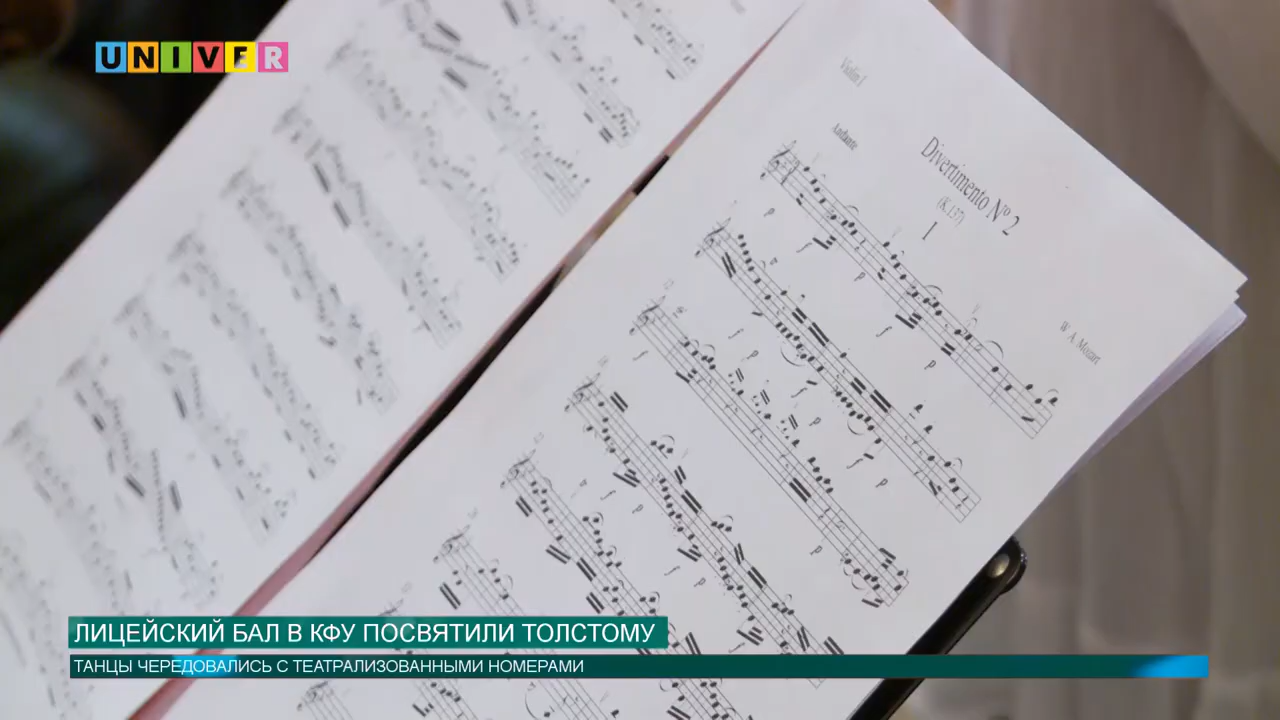 UNIVER
Violin I
Andante
Divertimento Nº 2
(K.137)
I
W. A. Mozart
ЛИЦЕЙСКИЙ БАЛ В КФУ ПОСВЯТИЛИ ТОЛСТОМУ
ТАНЦЫ ЧЕРЕДОВАЛИСЬ С ТЕАТРАЛИЗОВАННЫМИ НОМЕРАМИ